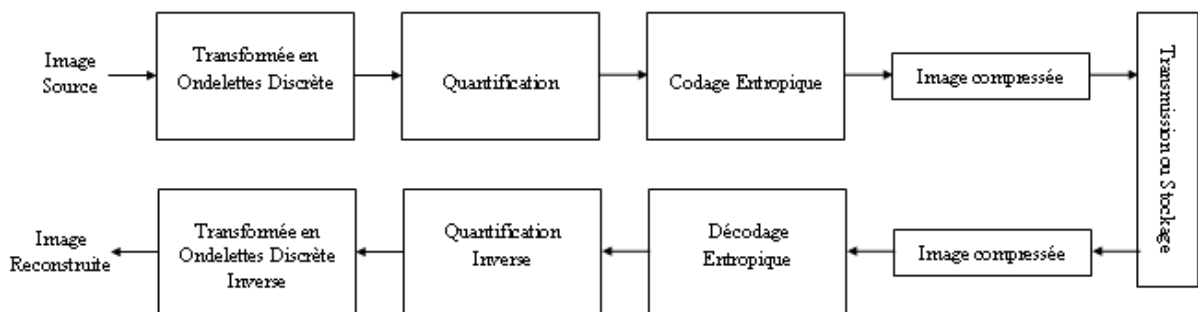 Image
Source
Transformée en
Ondelettes Discrète
Quantification
Codage Entropique
Image compressée
Transmission ou Stockage
Image
Reconstruite
Transformée en
Ondelettes Discrète
Inverse
Quantification
Inverse
Décodage
Entropique
Image compressée